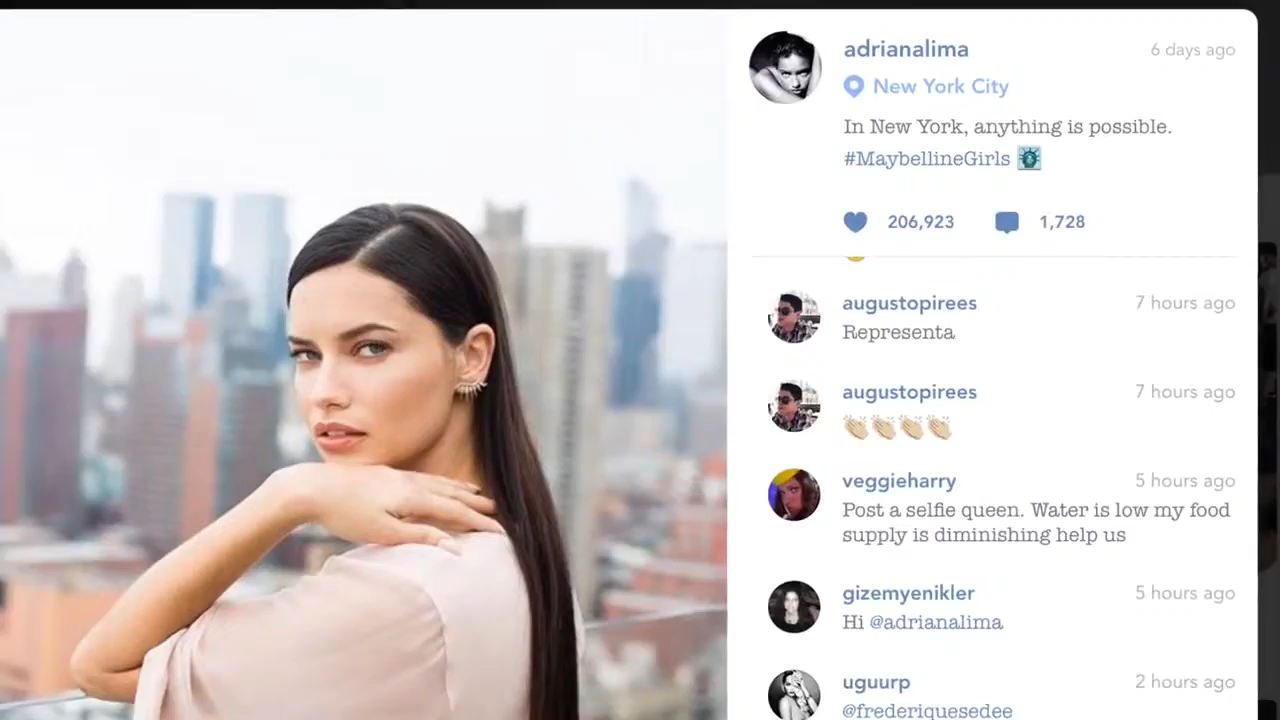 adrianalima
6 days ago
New York City
In New York, anything is possible.
#MaybellineGirls
206,923
1,728
augustopirees
7 hours ago
Representa
augustopirees
7 hours ago
👏🏼👏🏼👏🏼👏🏼
veggieharry
5 hours ago
Post a selfie queen. Water is low my food
supply is diminishing help us
gizemyenikler
5 hours ago
Hi @adrianalima
uguurp
2 hours ago
@frederiquesedee